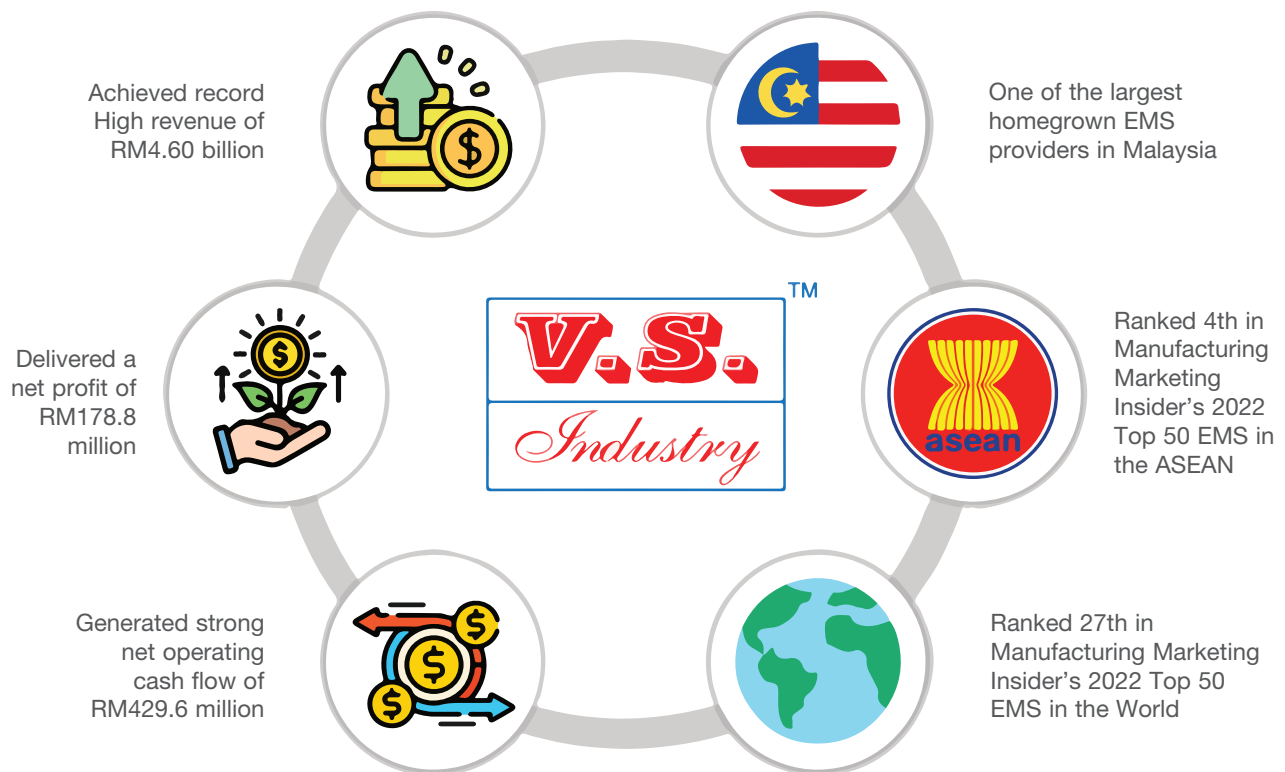 Achieved record
High revenue of
RM4.60 billion
One of the largest
homegrown EMS
providers in Malaysia
Delivered a
net profit of
RM178.8
million
TM
V.S.
Industry
asean
Ranked 4th in
Manufacturing
Marketing
Insider’s 2022
Top 50 EMS in
the ASEAN
Generated strong
net operating
cash flow of
RM429.6 million
Ranked 27th in
Manufacturing Marketing
Insider’s 2022 Top 50
EMS in the World